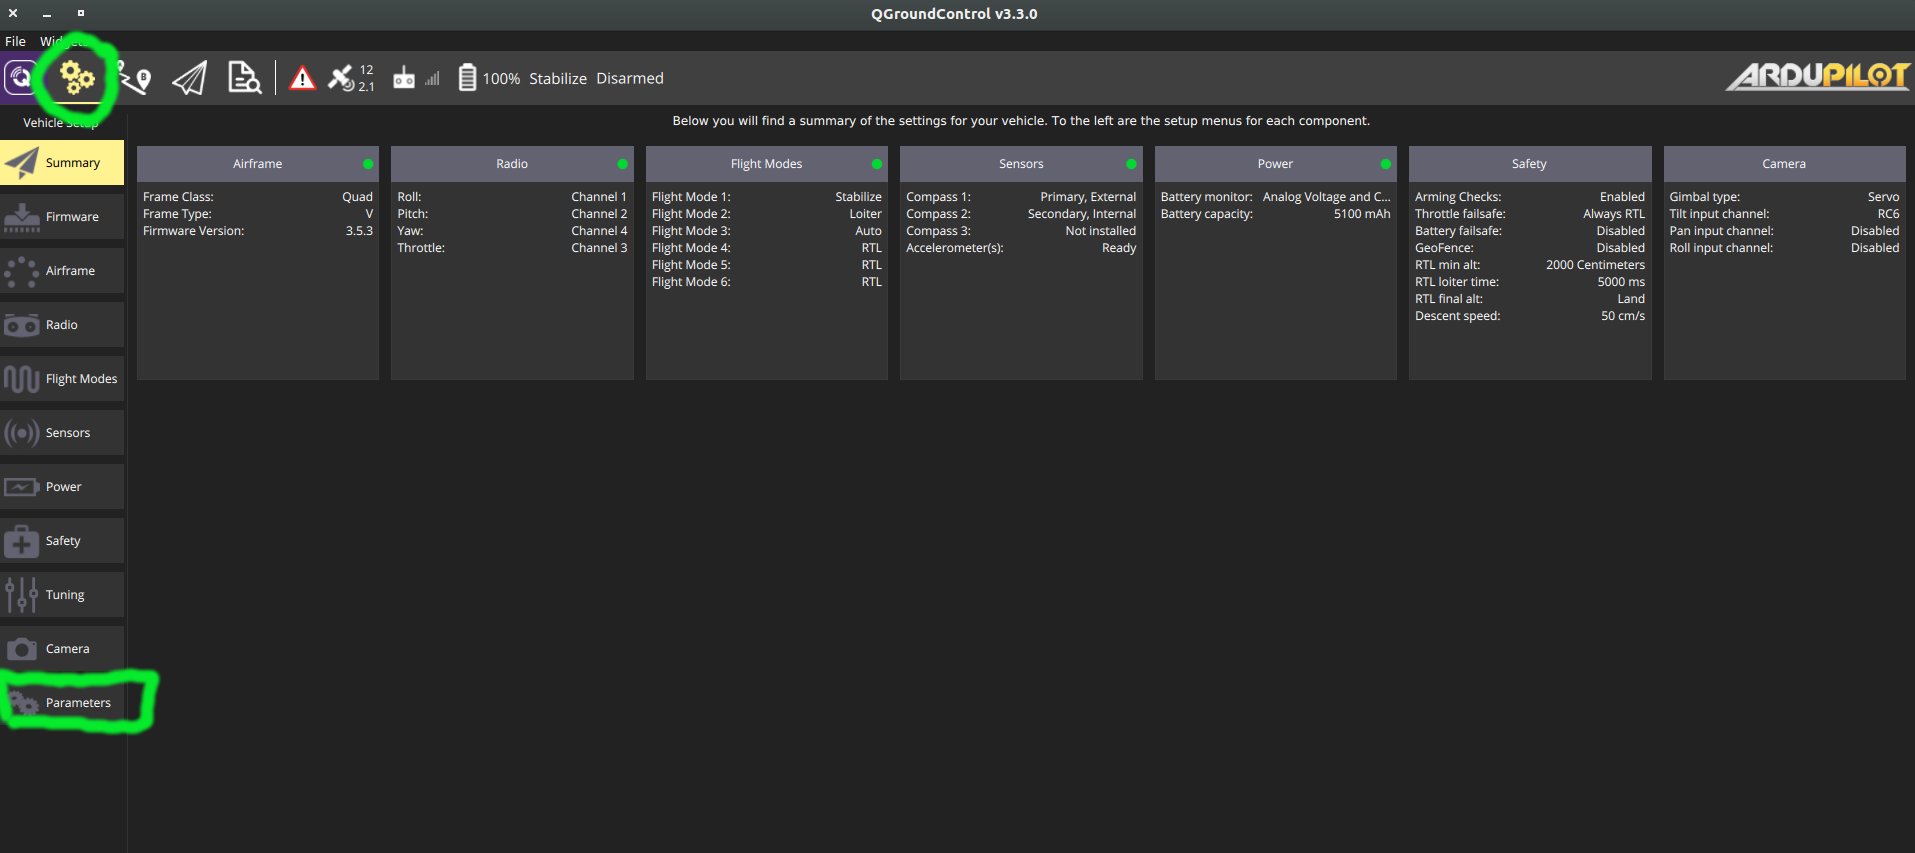 QGroundControl v3.3.0
File Widgets
12
2.1
100% Stabilize Disarmed
ARDUPILOT
Vehicle Setup
Below you will find a summary of the settings for your vehicle. To the left are the setup menus for each component.
Summary
Firmware
Airframe
Radio
Flight Modes
Sensors
Power
Safety
Tuning
Camera
Parameters
Airframe
Frame Class: Quad
Frame Type: V
Firmware Version: 3.5.3
Radio
Roll: Channel 1
Pitch: Channel 2
Yaw: Channel 4
Throttle: Channel 3
Flight Modes
Flight Mode 1: Stabilize
Flight Mode 2: Loiter
Flight Mode 3: Auto
Flight Mode 4: RTL
Flight Mode 5: RTL
Flight Mode 6: RTL
Sensors
Compass 1: Primary, External
Compass 2: Secondary, Internal
Compass 3: Not installed
Accelerometer(s): Ready
Power
Battery monitor: Analog Voltage and C...
Battery capacity: 5100 mAh
Safety
Arming Checks: Enabled
Throttle failsafe: Always RTL
Battery failsafe: Disabled
GeoFence: Disabled
RTL min alt: 2000 Centimeters
RTL loiter time: 5000 ms
RTL final alt: Land
Descent speed: 50 cm/s
Camera
Gimbal type: Servo
Tilt input channel: RC6
Pan input channel: Disabled
Roll input channel: Disabled